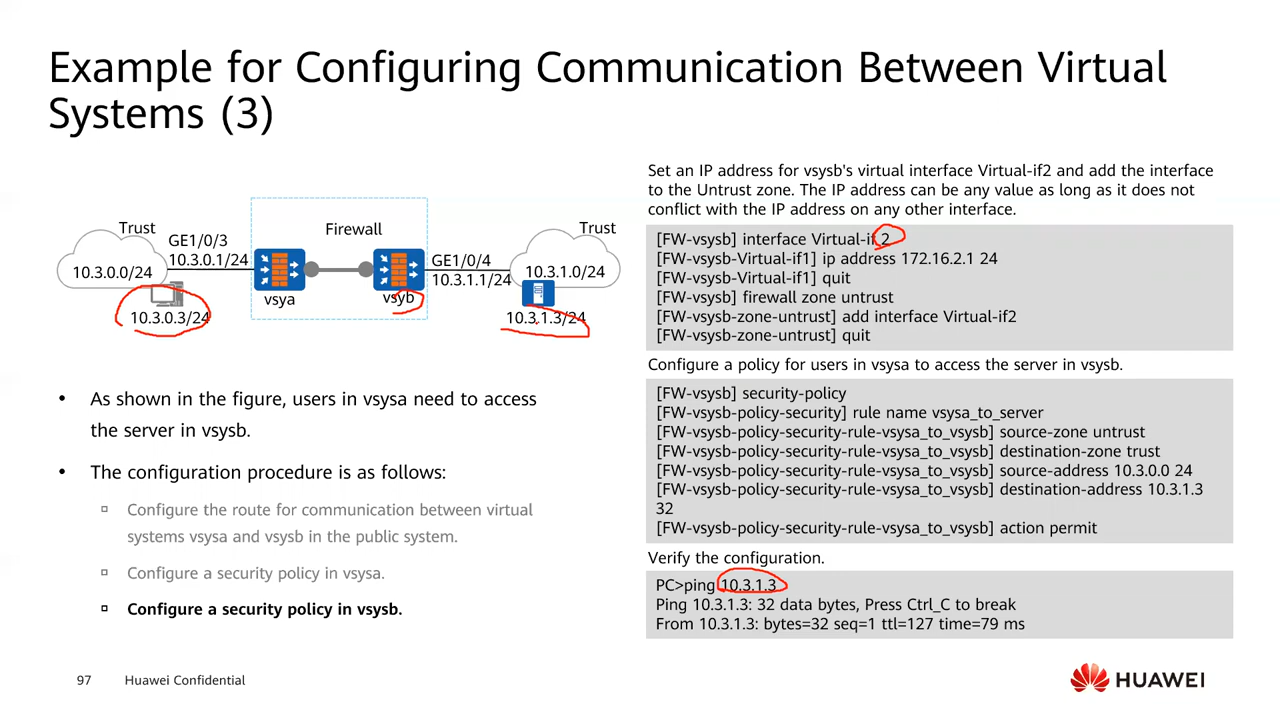 Example for Configuring Communication Between Virtual
Systems (3)
Trust
GE1/0/3
10.3.0.1/24
10.3.0.0/24
10.3.0.3/24
Firewall
vsya
vsyb
GE1/0/4
10.3.1.1/24
Trust
10.3.1.0/24
10.3.1.3/24
• As shown in the figure, users in vsysa need to access
the server in vsysb.
• The configuration procedure is as follows:
▫ Configure the route for communication between virtual
systems vsysa and vsysb in the public system.
▫ Configure a security policy in vsysa.
▫ Configure a security policy in vsysb.
Set an IP address for vsysb's virtual interface Virtual-if2 and add the interface
to the Untrust zone. The IP address can be any value as long as it does not
conflict with the IP address on any other interface.
[FW-vsysb] interface Virtual-if 2
[FW-vsysb-Virtual-if1] ip address 172.16.2.1 24
[FW-vsysb-Virtual-if1] quit
[FW-vsysb] firewall zone untrust
[FW-vsysb-zone-untrust] add interface Virtual-if2
[FW-vsysb-zone-untrust] quit
Configure a policy for users in vsysa to access the server in vsysb.
[FW-vsysb] security-policy
[FW-vsysb-policy-security] rule name vsysa_to_server
[FW-vsysb-policy-security-rule-vsysa_to_vsysb] source-zone untrust
[FW-vsysb-policy-security-rule-vsysa_to_vsysb] destination-zone trust
[FW-vsysb-policy-security-rule-vsysa_to_vsysb] source-address 10.3.0.0 24
[FW-vsysb-policy-security-rule-vsysa_to_vsysb] destination-address 10.3.1.3
32
[FW-vsysb-policy-security-rule-vsysa_to_vsysb] action permit
Verify the configuration.
PC>ping 10.3.1.3
Ping 10.3.1.3: 32 data bytes, Press Ctrl_C to break
From 10.3.1.3: bytes=32 seq=1 ttl=127 time=79 ms
97 Huawei Confidential
HUAWEI